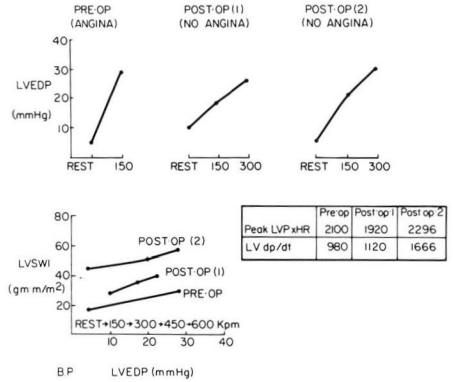 PRE-OP
(ANGINA)
POST-OP(1)
(NO ANGINA)
POST-OP(2)
(NO ANGINA)
LVEDP
(mmHg)
40
30
20
10
REST 150
REST 150 300
REST 150 300
LVSWI
(gm m/m²)
80
60
40
20
POST-OP (2)
POST-OP(1)
PRE-OP
REST→150→300→450→600 Kpm
0 10 20 30 40
B.P LVEDP (mmHg)
Pre-op Post op 1 Post op 2
Peak LVP xHR 2100 1920 2296
LV dp/dt 980 1120 1666